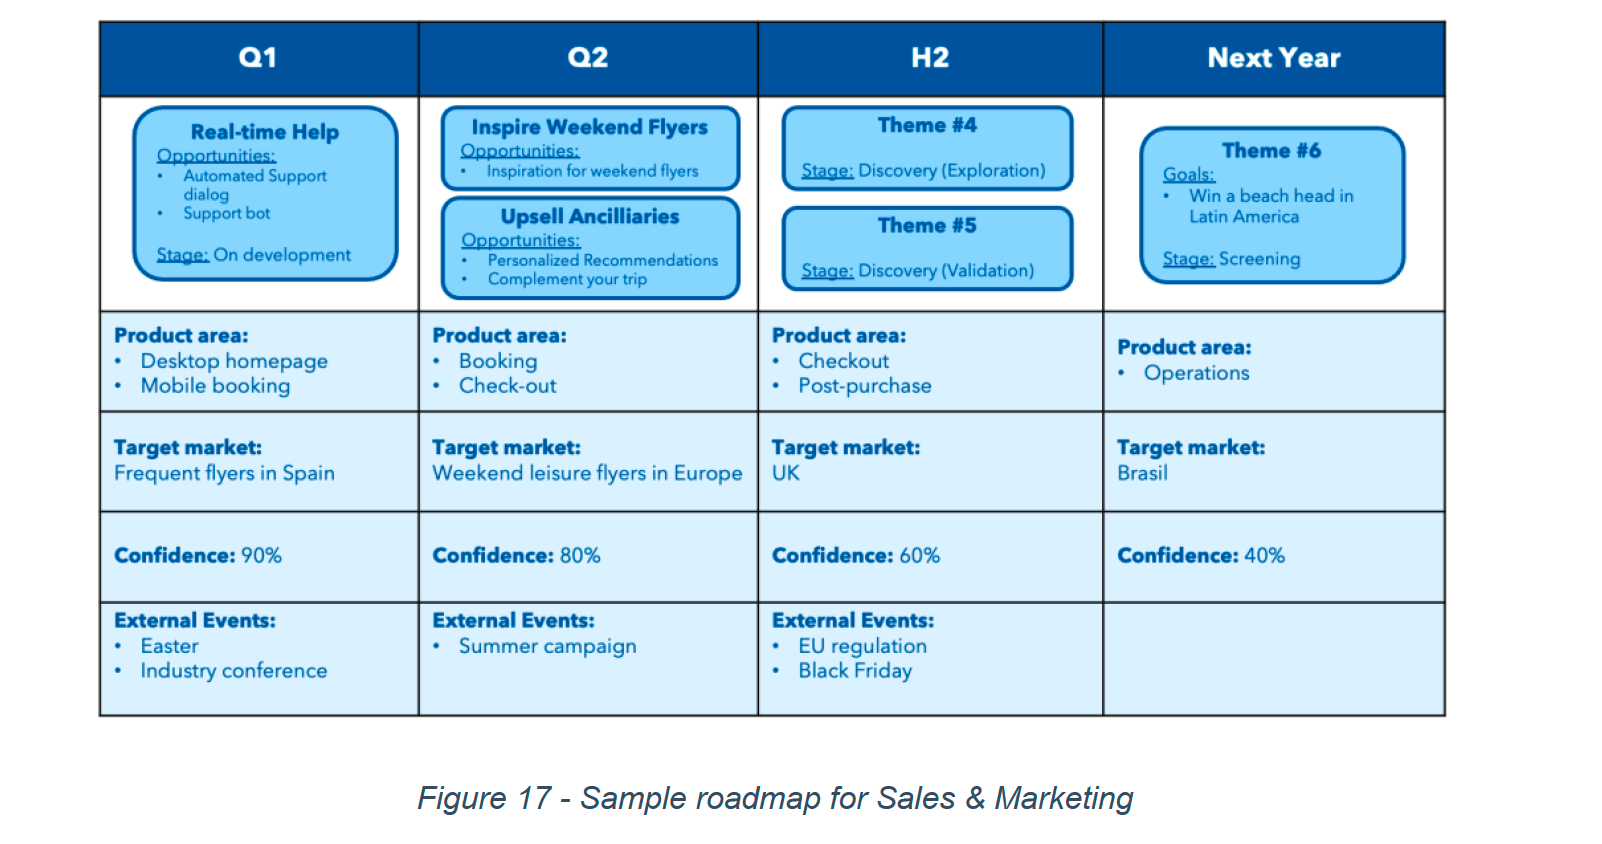 Q1
Q2
H2
Next Year
Real-time Help
Opportunities:
• Automated Support
dialog
• Support bot
Stage: On development
Inspire Weekend Flyers
Opportunities:
• Inspiration for weekend flyers
Upsell Ancilliaries
Opportunities:
• Personalized Recommendations
• Complement your trip
Theme #4
Stage: Discovery (Exploration)
Theme #5
Stage: Discovery (Validation)
Theme #6
Goals:
• Win a beach head in
Latin America
Stage: Screening
Product area:
• Desktop homepage
• Mobile booking
Product area:
• Booking
• Check-out
Product area:
• Checkout
• Post-purchase
Product area:
• Operations
Target market:
Frequent flyers in Spain
Target market:
Weekend leisure flyers in Europe
Target market:
UK
Target market:
Brasil
Confidence: 90%
Confidence: 80%
Confidence: 60%
Confidence: 40%
External Events:
• Easter
• Industry conference
External Events:
• Summer campaign
External Events:
• EU regulation
• Black Friday
Figure 17 - Sample roadmap for Sales & Marketing